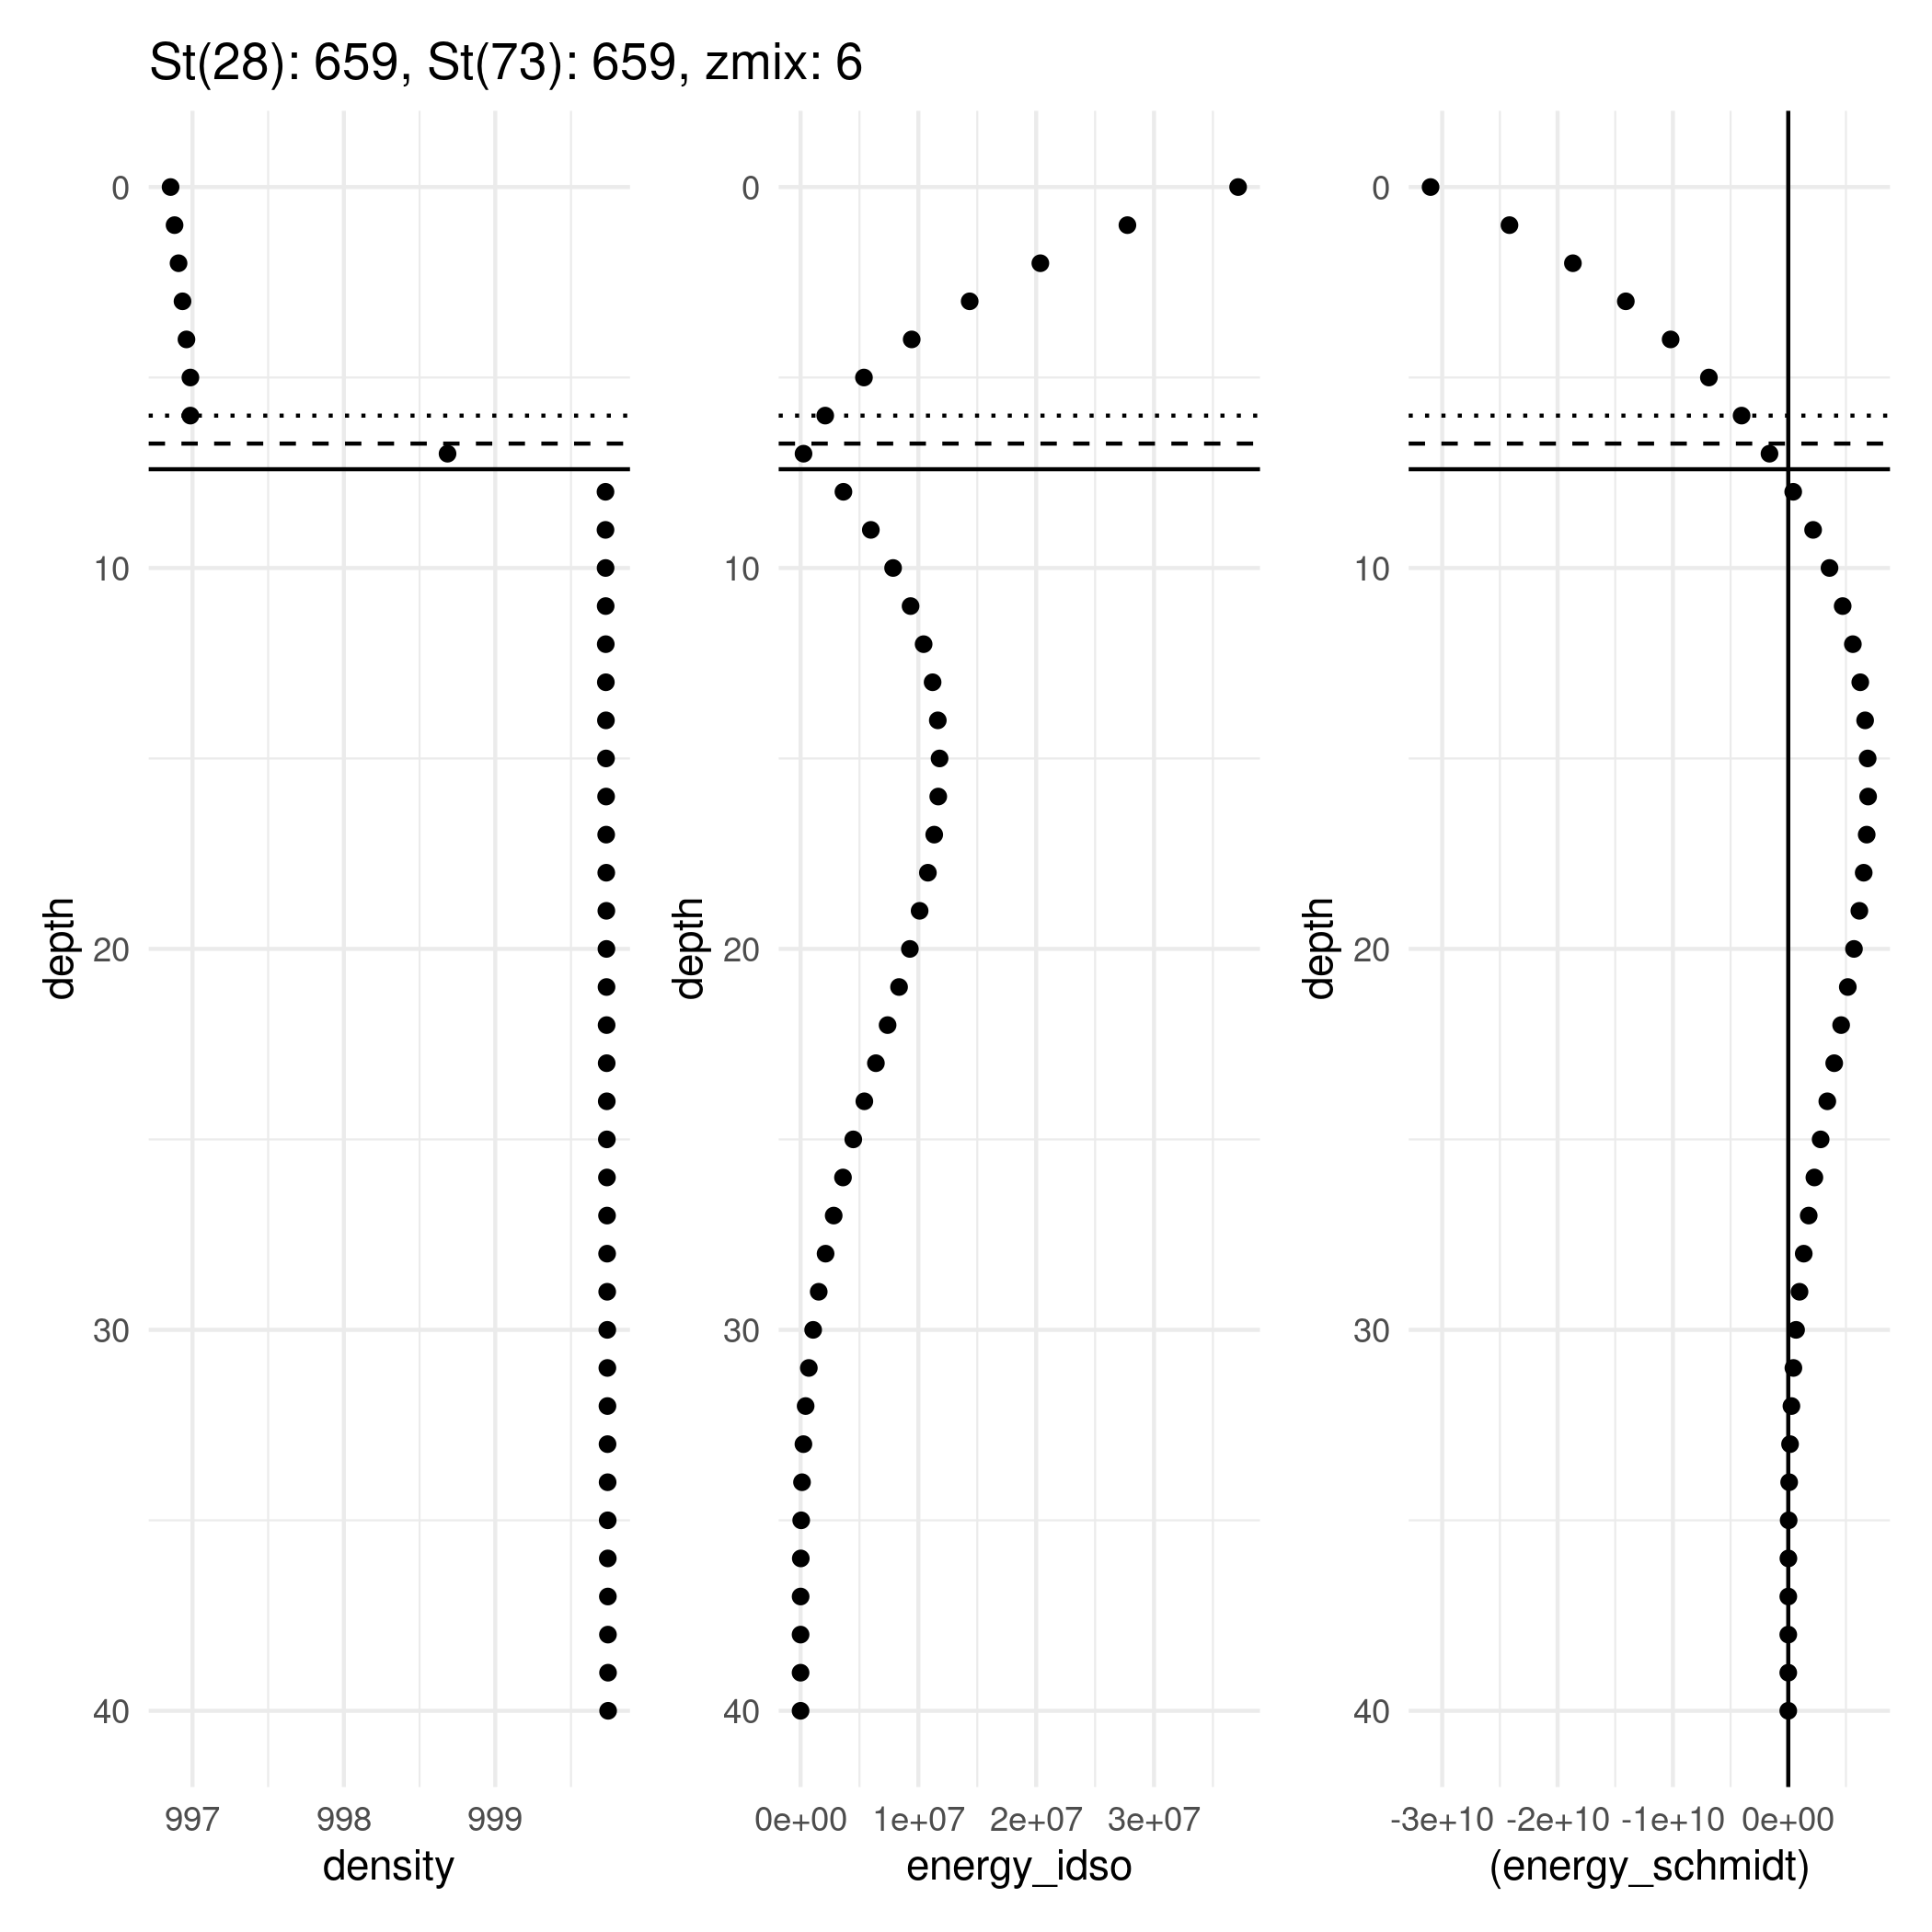 St(28): 659, St(73): 659, zmix: 6
depth
0
10
20
30
40
997 998 999
density
depth
0
10
20
30
40
0e+00 1e+07 2e+07 3e+07
energy_idso
depth
0
10
20
30
40
-3e+10 -2e+10 -1e+10 0e+00
(energy_schmidt)